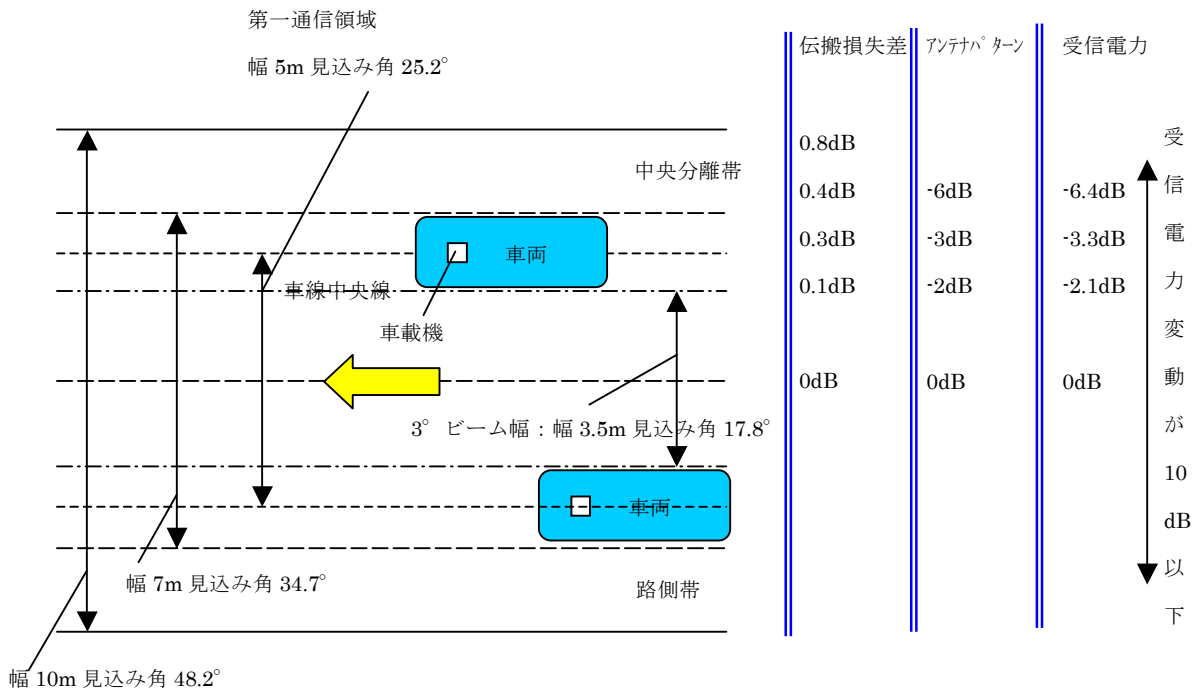 第一通信領域
幅 5m 見込み角 25.2°
伝搬損失差
アンテナパターン
受信電力
0.8dB
中央分離帯
0.4dB
-6dB
-6.4dB
車両
0.3dB
-3dB
-3.3dB
車線中央線
0.1dB
-2dB
-2.1dB
車載機
0dB
0dB
0dB
3° ビーム幅：幅 3.5m 見込み角 17.8°
車両
幅 7m 見込み角 34.7°
路側帯
幅 10m 見込み角 48.2°
受信電力変動が10dB以下